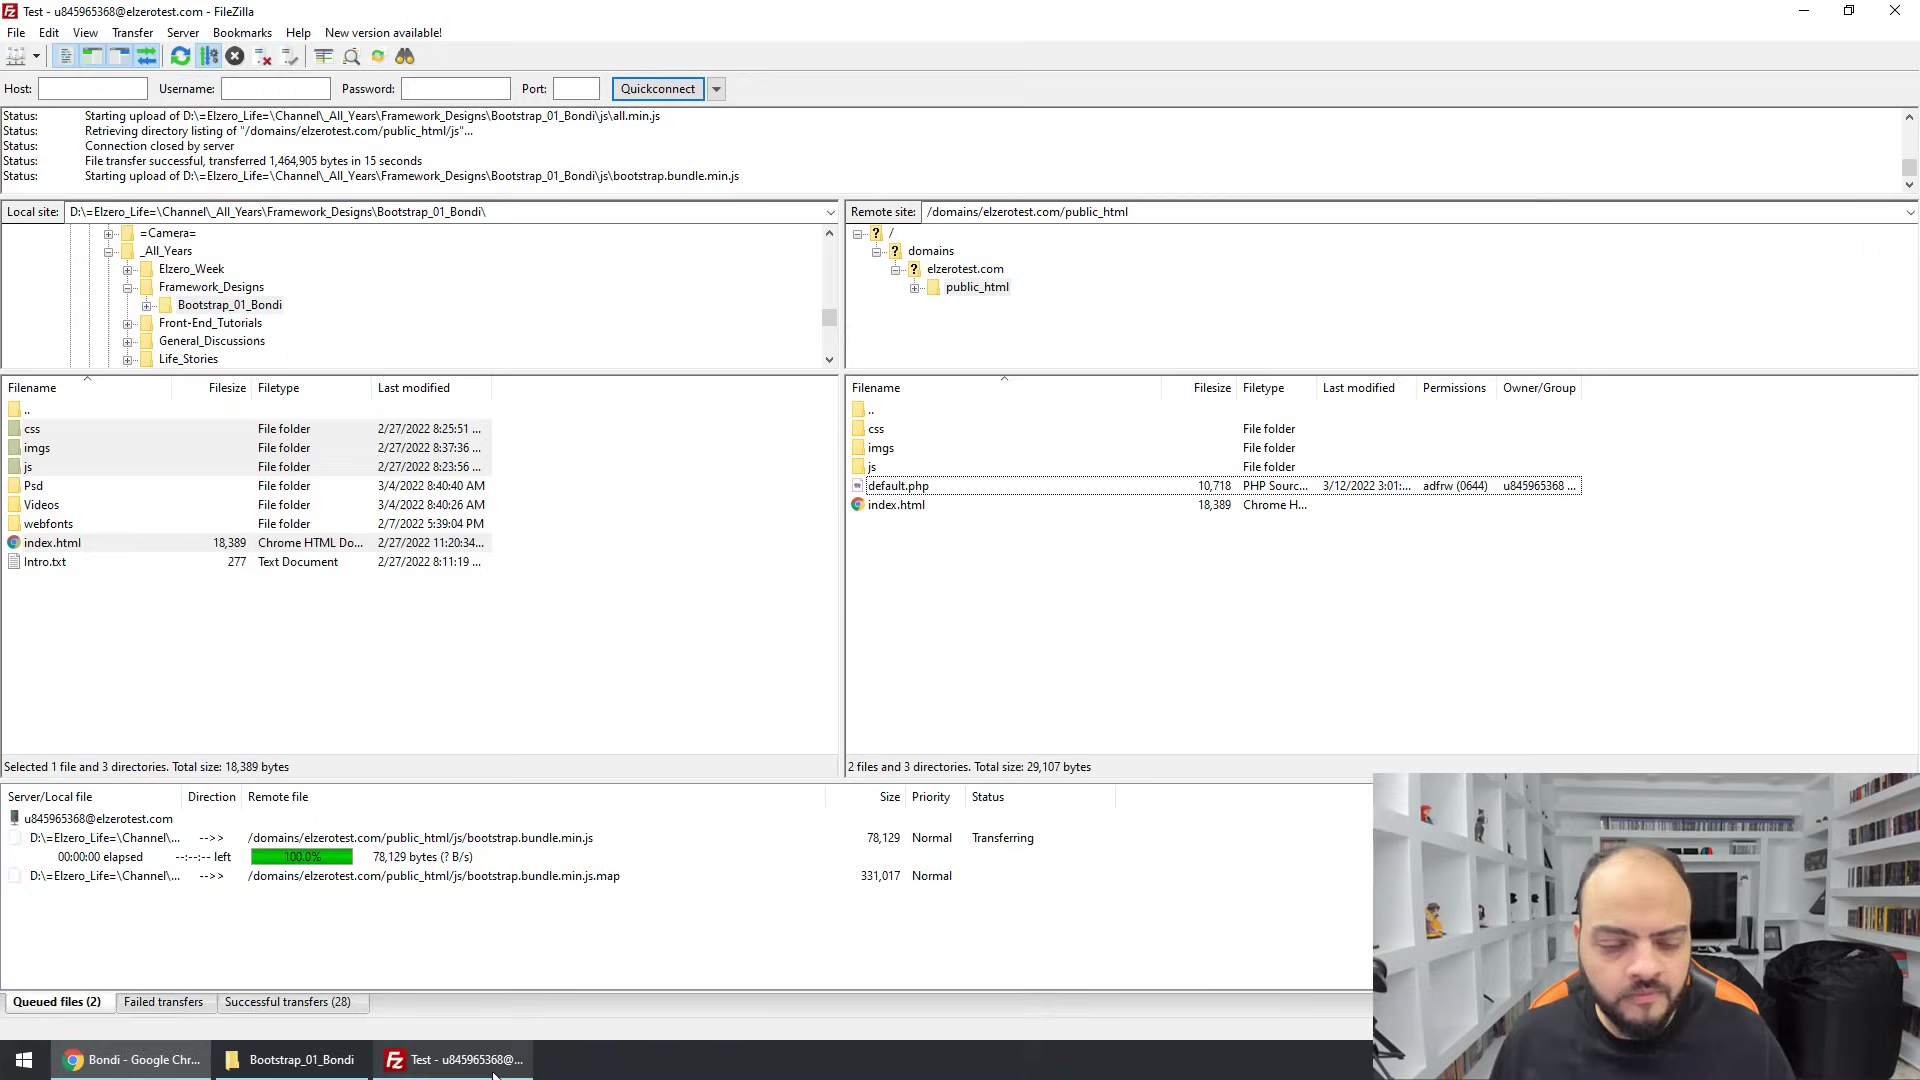 Test - u845965368@elzerotest.com - FileZilla
File Edit View Transfer Server Bookmarks Help New version available!
Host: Username: Password: Port: Quickconnect
Status: Starting upload of D:\=Elzero_Life=\Channel\_All_Years\Framework_Designs\Bootstrap_01_Bondi\js\all.min.js
Status: Retrieving directory listing of "/domains/elzerotest.com/public_html/js"...
Status: Connection closed by server
Status: File transfer successful, transferred 1,464,905 bytes in 15 seconds
Status: Starting upload of D:\=Elzero_Life=\Channel\_All_Years\Framework_Designs\Bootstrap_01_Bondi\js\bootstrap.bundle.min.js
Local site: D:\=Elzero_Life=\Channel\_All_Years\Framework_Designs\Bootstrap_01_Bondi\
=Camera=
_All_Years
Elzero_Week
Framework_Designs
Bootstrap_01_Bondi
Front-End_Tutorials
General_Discussions
Life_Stories
Remote site: /domains/elzerotest.com/public_html
/
domains
elzerotest.com
public_html
Filename Filesize Filetype Last modified
..
css File folder 2/27/2022 8:25:51 ...
imgs File folder 2/27/2022 8:37:36 ...
js File folder 2/27/2022 8:23:56 ...
Psd File folder 3/4/2022 8:40:40 AM
Videos File folder 3/4/2022 8:40:26 AM
webfonts File folder 2/7/2022 5:39:04 PM
index.html 18,389 Chrome HTML Do... 2/27/2022 11:20:34...
Intro.txt 277 Text Document 2/27/2022 8:11:19 ...
Selected 1 file and 3 directories. Total size: 18,389 bytes
Filename Filesize Filetype Last modified Permissions Owner/Group
..
css File folder
imgs File folder
js File folder
default.php 10,718 PHP Sourc... 3/12/2022 3:01:... adfrw (0644) u845965368 ...
index.html 18,389 Chrome H...
2 files and 3 directories. Total size: 29,107 bytes
Server/Local file Direction Remote file Size Priority Status
u845965368@elzerotest.com
D:\=Elzero_Life=\Channel\... -->> /domains/elzerotest.com/public_html/js/bootstrap.bundle.min.js 78,129 Normal Transferring
00:00:00 elapsed --:--:-- left 100.0% 78,129 bytes (? B/s)
D:\=Elzero_Life=\Channel\... -->> /domains/elzerotest.com/public_html/js/bootstrap.bundle.min.js.map 331,017 Normal
Queued files (2) Failed transfers Successful transfers (28)
Bondi - Google Chr... Bootstrap_01_Bondi Test - u845965368@...